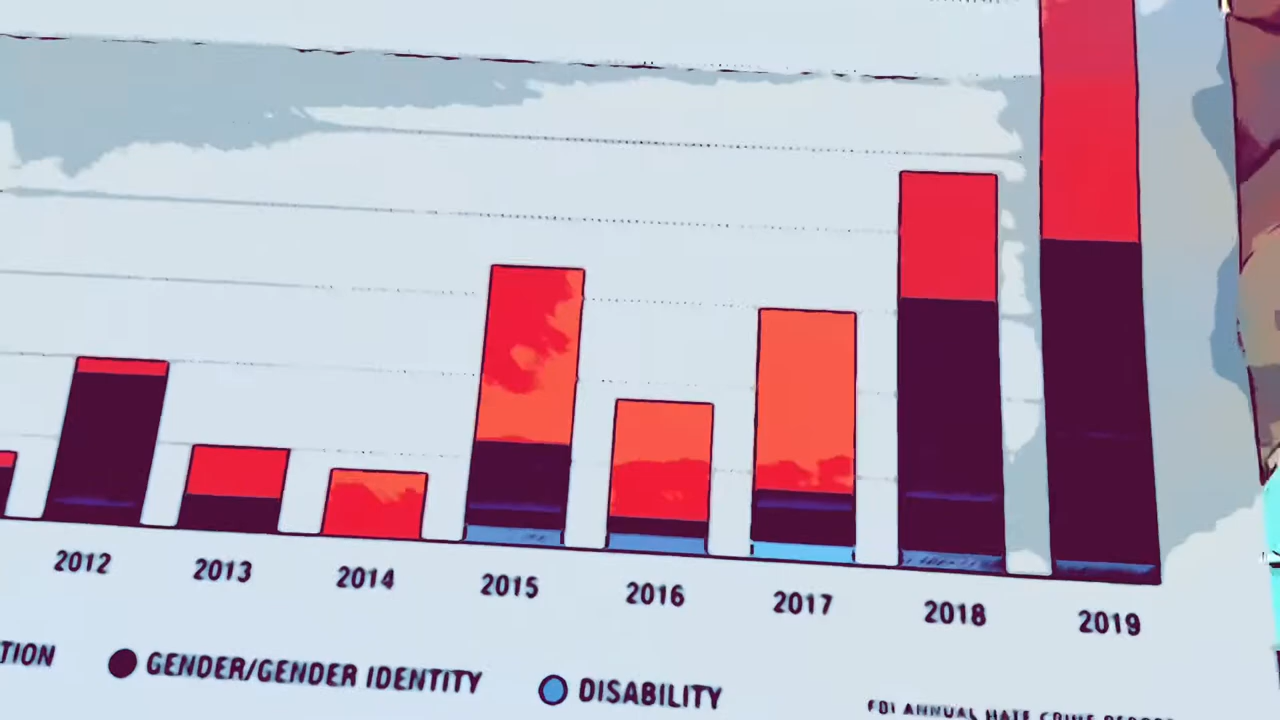 2012 2013 2014 2015 2016 2017 2018 2019
TION GENDER/GENDER IDENTITY DISABILITY
FBI ANNUAL HATE CRIME